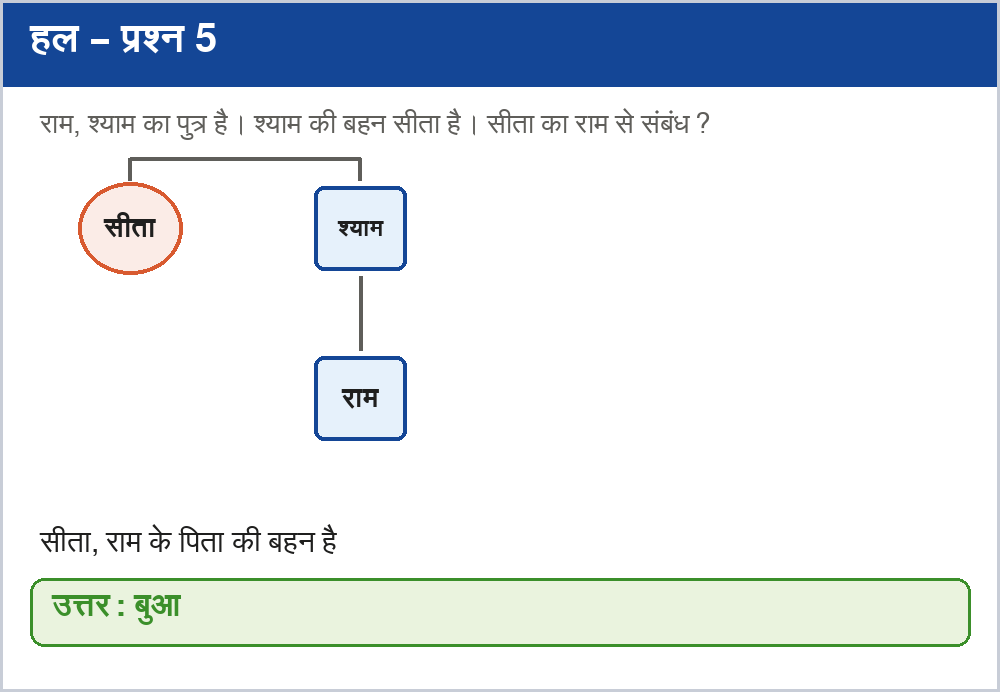 हल – प्रश्न 5
राम, श्याम का पुत्र है। श्याम की बहन सीता है। सीता का राम से संबंध ?
सीता
श्याम
राम
सीता, राम के पिता की बहन है
उत्तर : बुआ